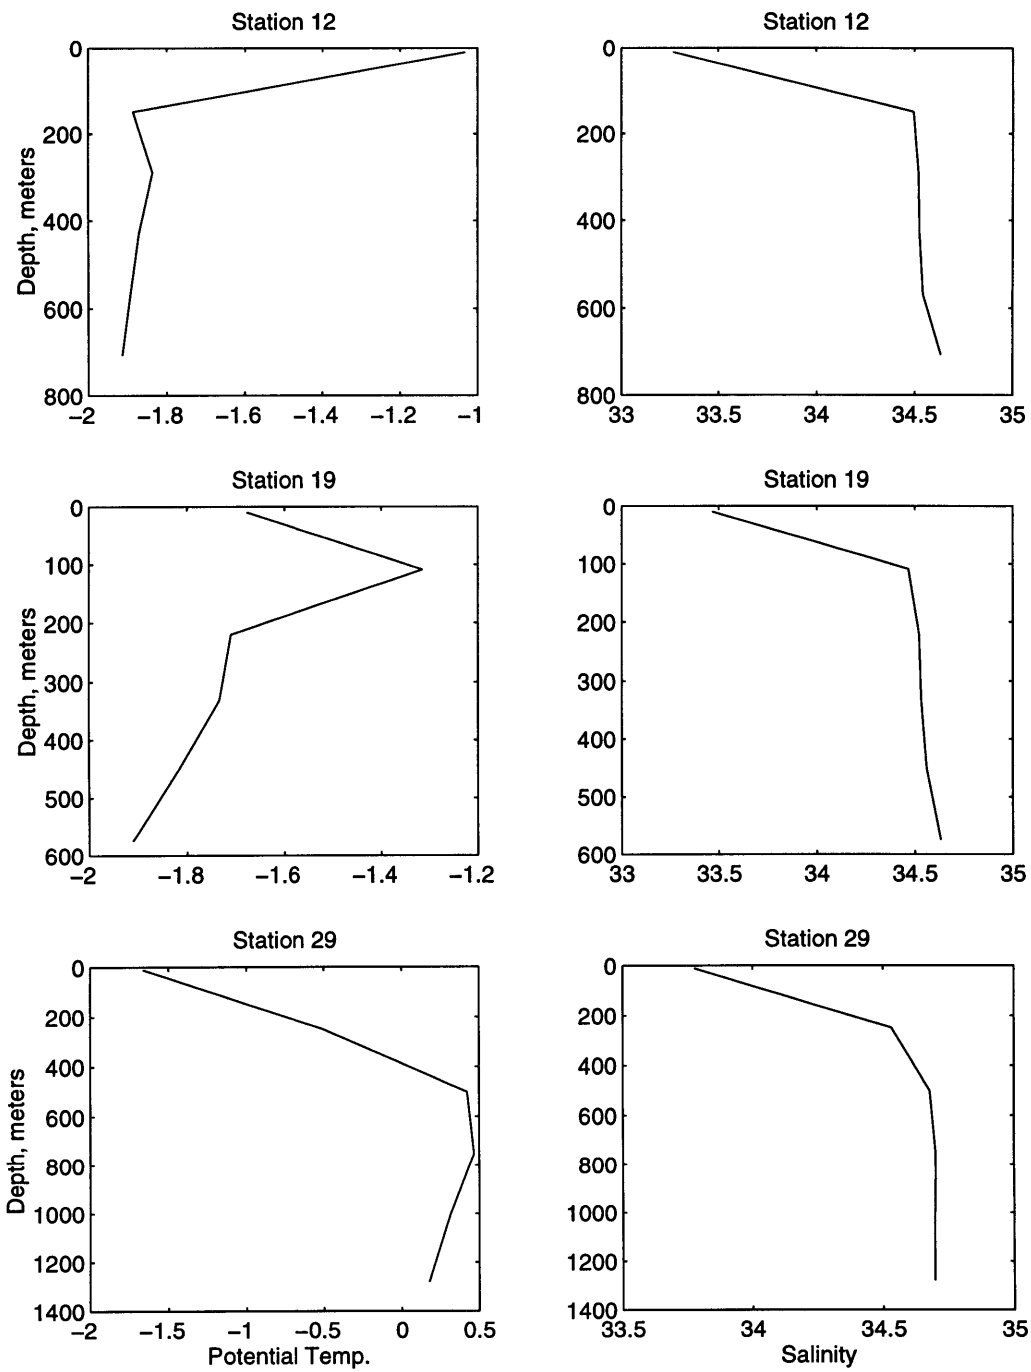 Station 12
Station 12
0
200
400
600
800
Depth, meters
−2 −1.8 −1.6 −1.4 −1.2 −1
0
200
400
600
800
33 33.5 34 34.5 35
Station 19
Station 19
0
100
200
300
400
500
600
Depth, meters
−2 −1.8 −1.6 −1.4 −1.2
0
100
200
300
400
500
600
33 33.5 34 34.5 35
Station 29
Station 29
0
200
400
600
800
1000
1200
1400
Depth, meters
−2 −1.5 −1 −0.5 0 0.5
Potential Temp.
0
200
400
600
800
1000
1200
1400
33.5 34 34.5 35
Salinity